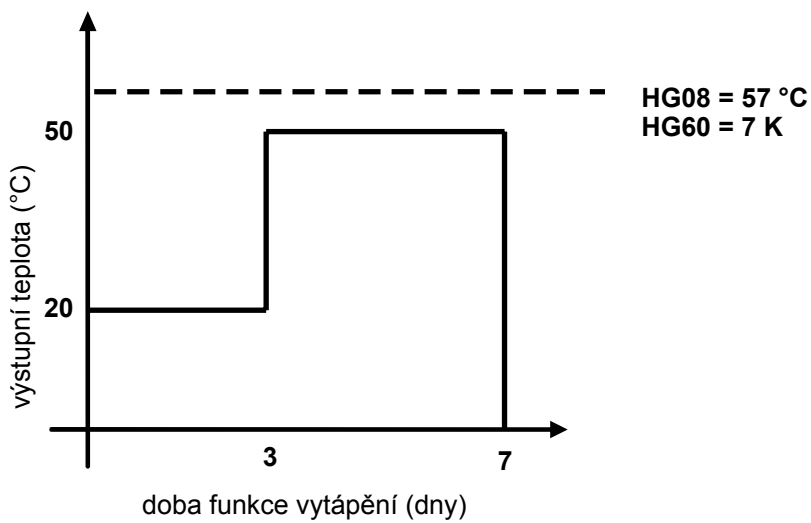 HG08 = 57 °C
HG60 = 7 K
50
20
výstupní teplota (°C)
3
7
doba funkce vytápění (dny)